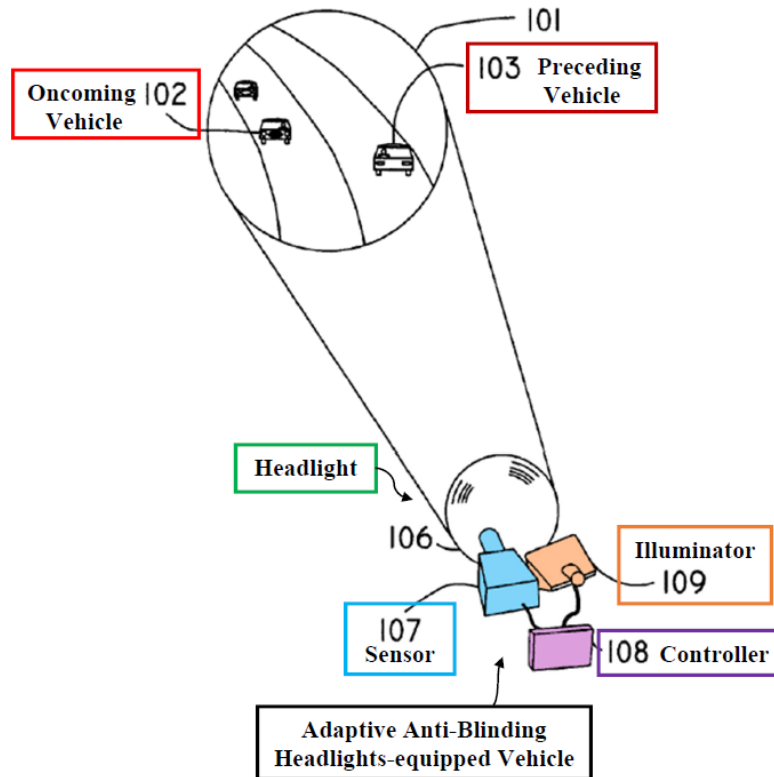 101
103 Preceding
Vehicle
Oncoming 102
Vehicle
Headlight
106
Illuminator
109
107
Sensor
108 Controller
Adaptive Anti-Blinding
Headlights-equipped Vehicle